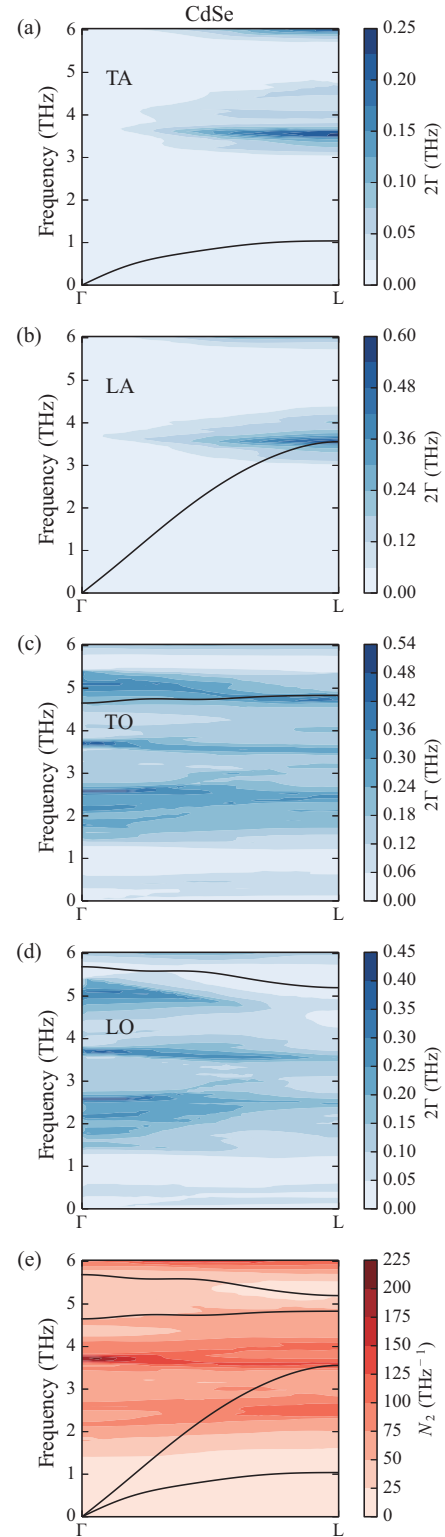 CdSe
(a)
TA
Frequency (THz)
6
5
4
3
2
1
0
Γ
L
0.25
0.20
0.15
0.10
0.05
0.00
2Γ (THz)
(b)
LA
Frequency (THz)
6
5
4
3
2
1
0
Γ
L
0.60
0.48
0.36
0.24
0.12
0.00
2Γ (THz)
(c)
TO
Frequency (THz)
6
5
4
3
2
1
0
Γ
L
0.54
0.48
0.42
0.36
0.30
0.24
0.18
0.12
0.06
0.00
2Γ (THz)
(d)
LO
Frequency (THz)
6
5
4
3
2
1
0
Γ
L
0.45
0.40
0.35
0.30
0.25
0.20
0.15
0.10
0.05
0.00
2Γ (THz)
(e)
Frequency (THz)
6
5
4
3
2
1
0
Γ
L
225
200
175
150
125
100
75
50
25
0
N₂ (THz⁻¹)